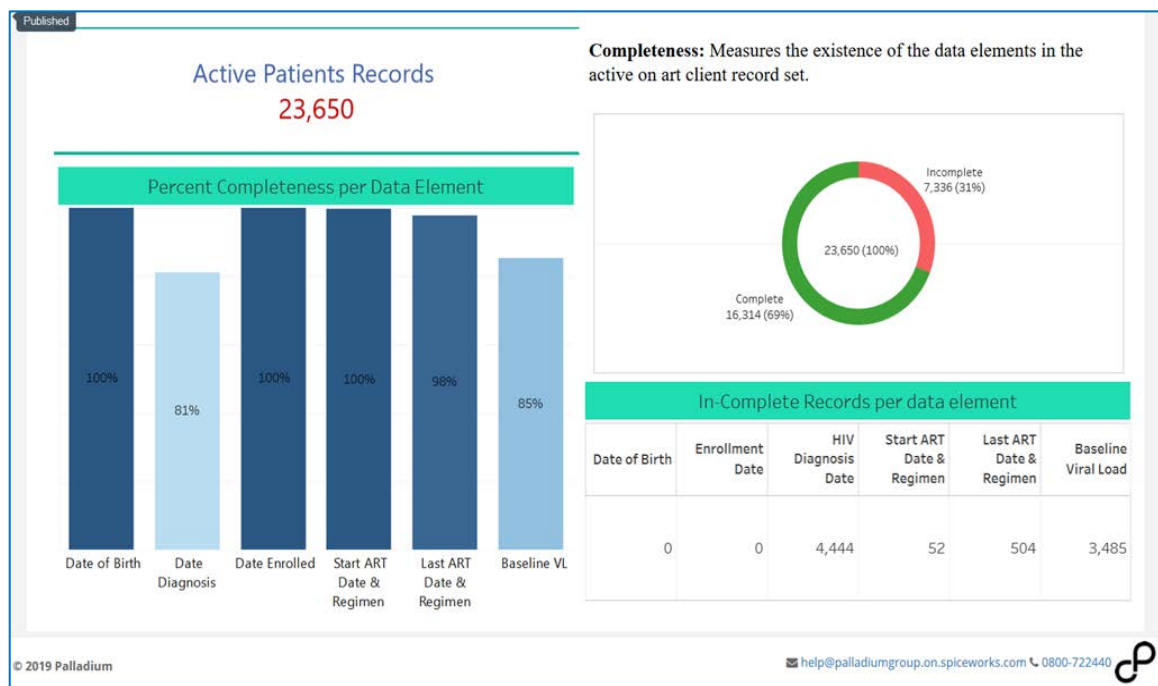 Published
Active Patients Records
23,650
Percent Completeness per Data Element
100%
81%
100%
100%
98%
85%
Date of Birth
Date
Diagnosis
Date Enrolled
Start ART
Date &
Regimen
Last ART
Date &
Regimen
Baseline VL
Completeness: Measures the existence of the data elements in the
active on art client record set.
Incomplete
7,336 (31%)
23,650 (100%)
Complete
16,314 (69%)
In-Complete Records per data element
Date of Birth
Enrollment
Date
HIV
Diagnosis
Date
Start ART
Date &
Regimen
Last ART
Date &
Regimen
Baseline
Viral Load
0
0
4,444
52
504
3,485
© 2019 Palladium
help@palladiumgroup.on.spiceworks.com 0800-722440